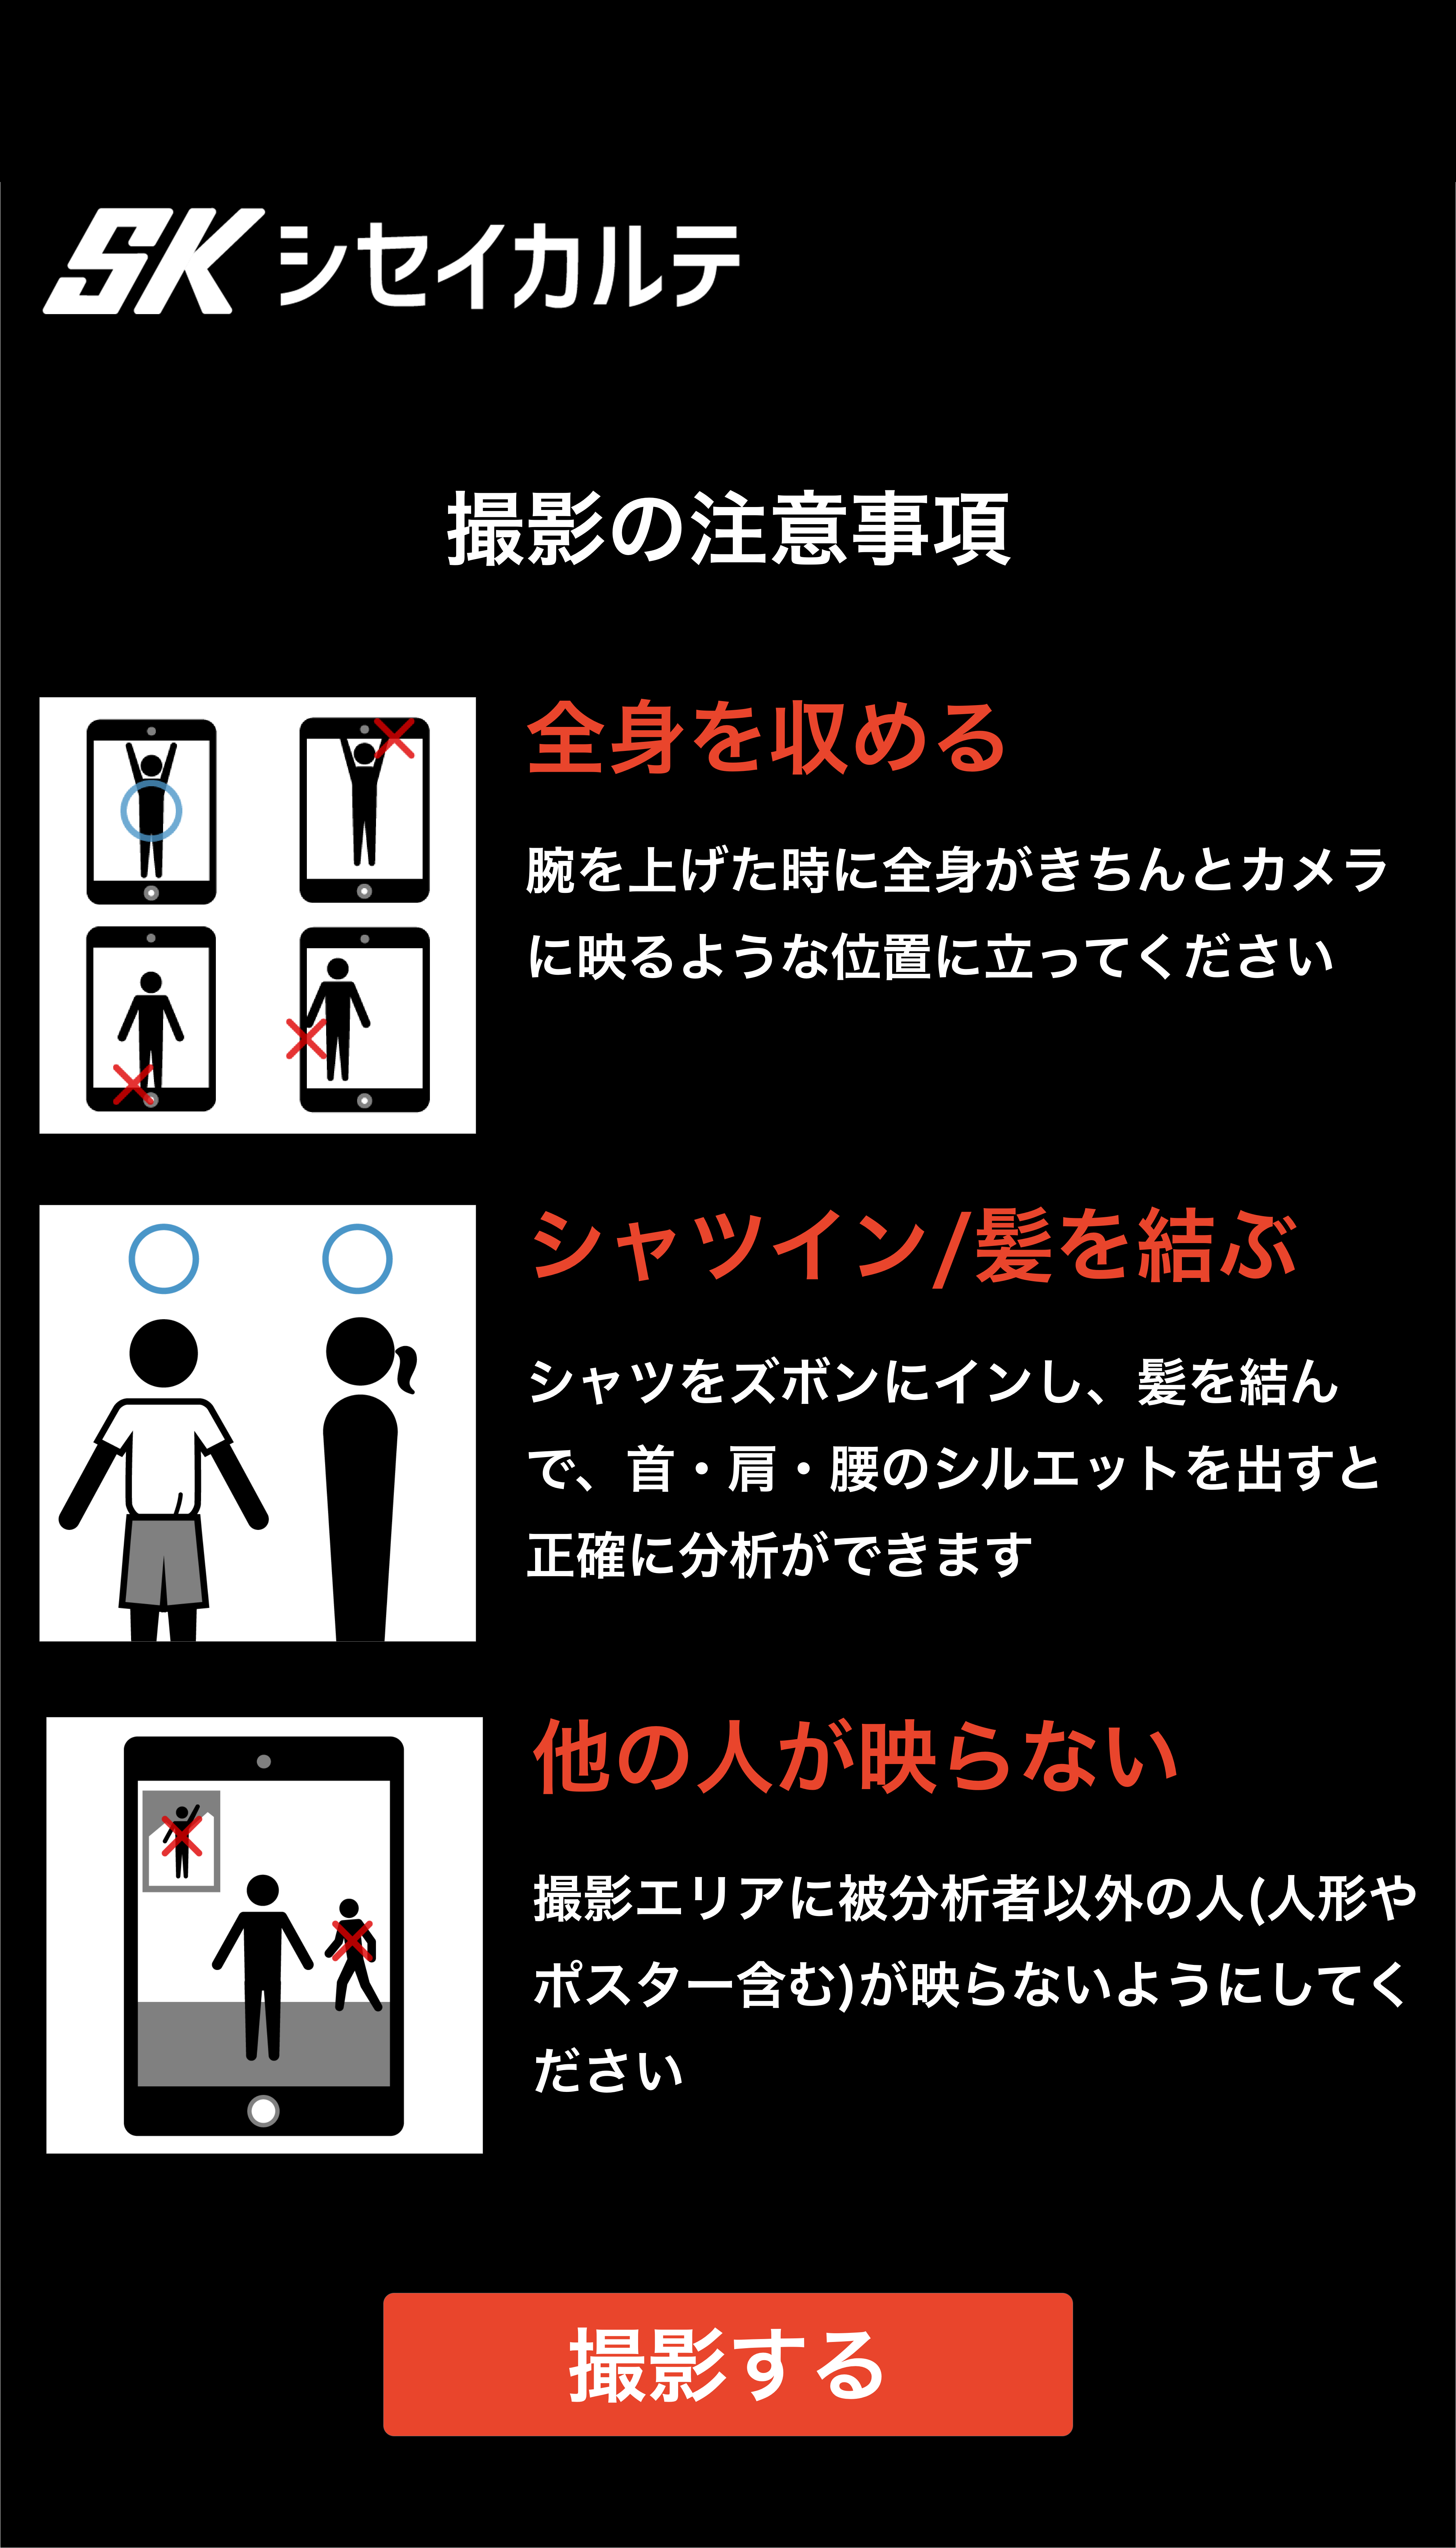 SK シセイカルテ
撮影の注意事項
全身を収める
腕を上げた時に全身がきちんとカメラ
に映るような位置に立ってください
シャツイン/髪を結ぶ
シャツをズボンにインし、髪を結ん
で、首・肩・腰のシルエットを出すと
正確に分析ができます
他の人が映らない
撮影エリアに被分析者以外の人(人形や
ポスター含む)が映らないようにしてく
ださい
撮影する